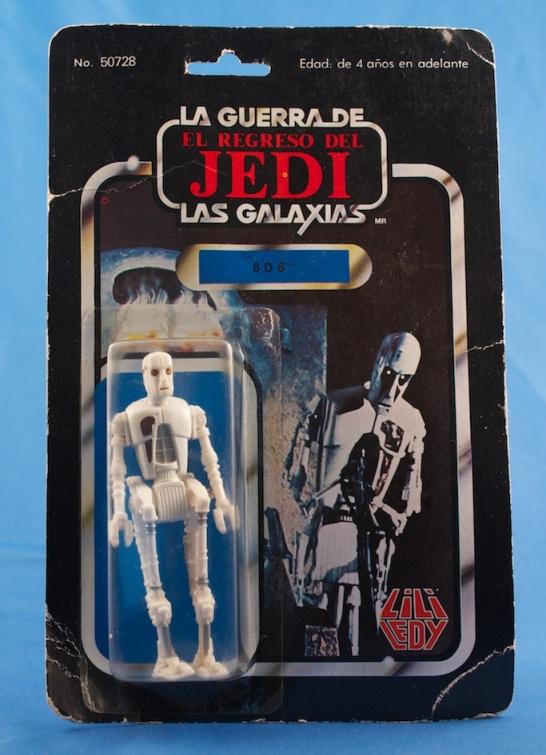 No. 50728
Edad: de 4 años en adelante
LA GUERRA DE
EL REGRESO DEL
JEDI
LAS GALAXIAS MR
8D8™
LiLi
LEDY